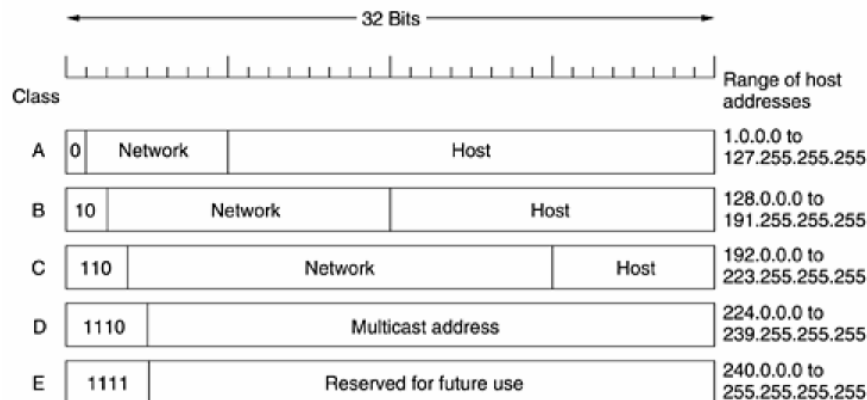 32 Bits
Class
Range of host
addresses
A 0 Network Host 1.0.0.0 to
127.255.255.255
B 10 Network Host 128.0.0.0 to
191.255.255.255
C 110 Network Host 192.0.0.0 to
223.255.255.255
D 1110 Multicast address 224.0.0.0 to
239.255.255.255
E 1111 Reserved for future use 240.0.0.0 to
255.255.255.255